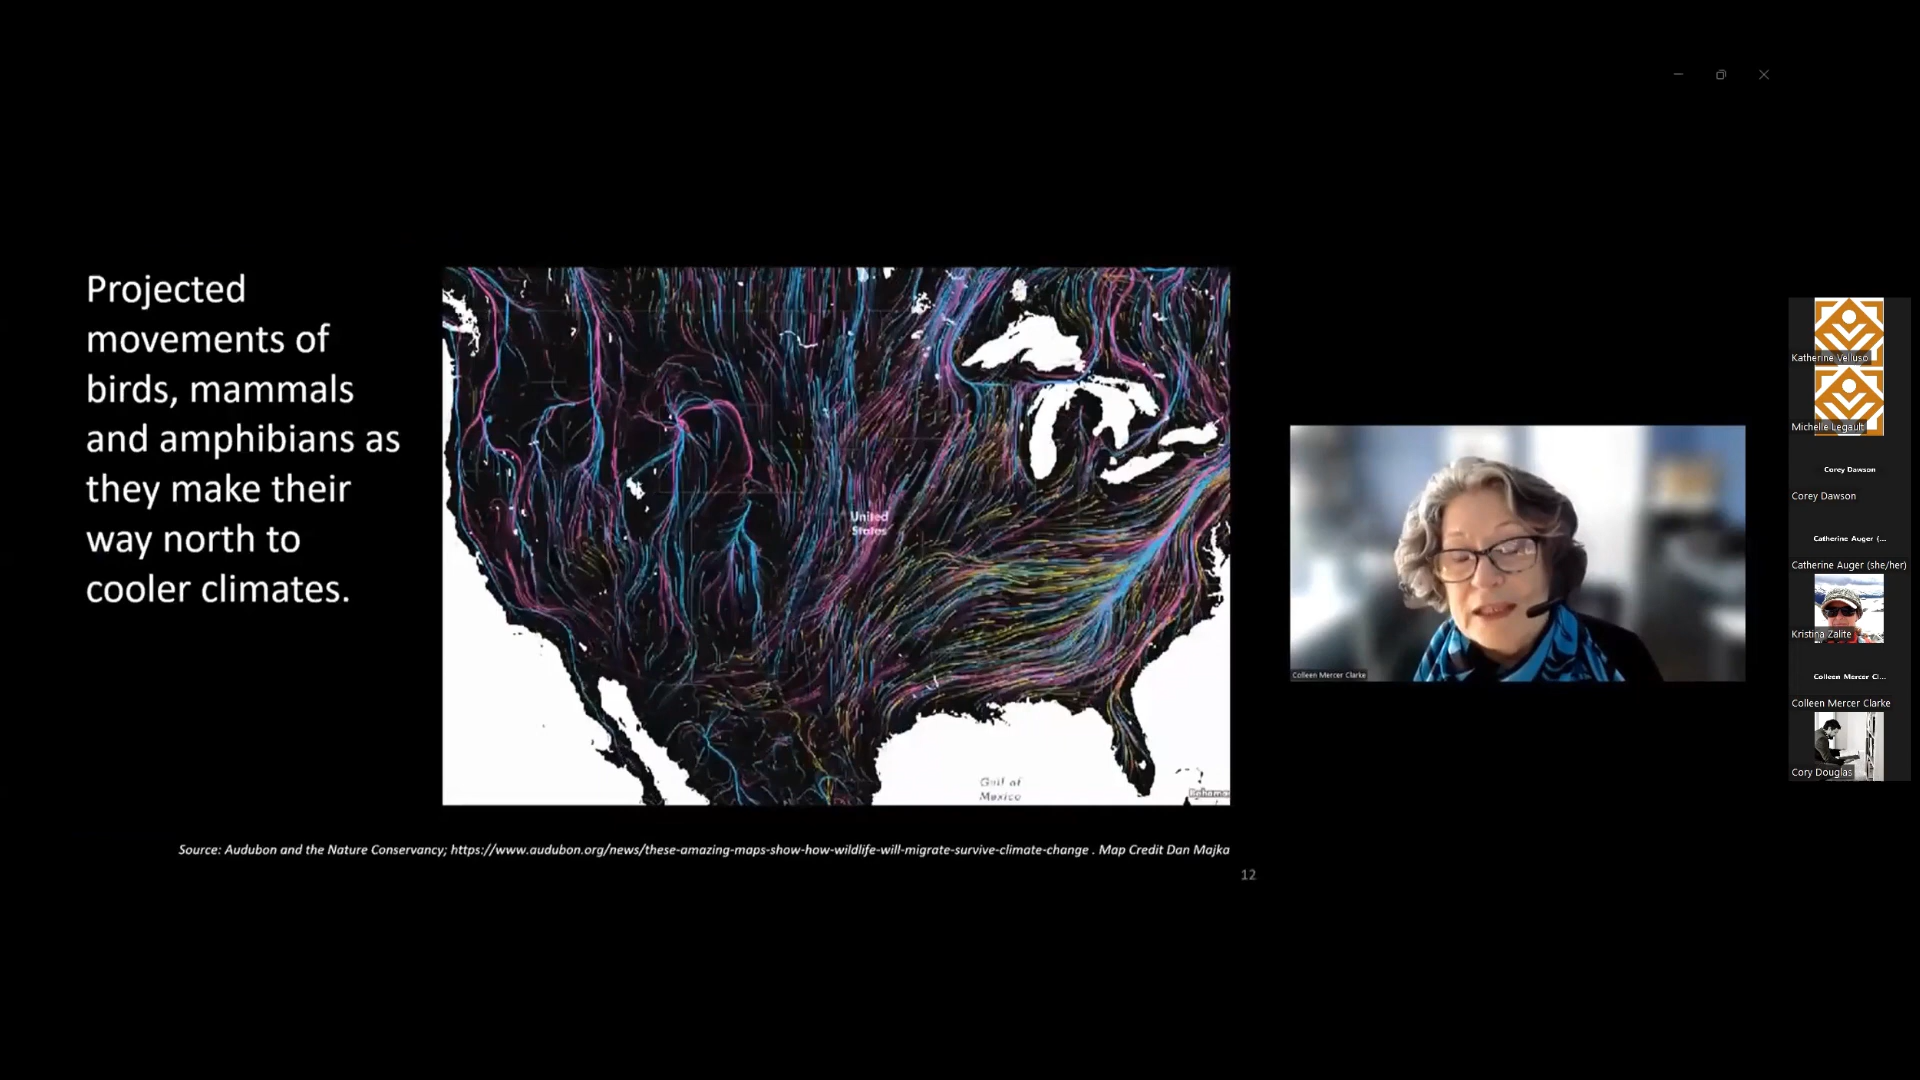 Projected
movements of
birds, mammals
and amphibians as
they make their
way north to
cooler climates.
United
States
Gulf of
Mexico
Bahamas
Source: Audubon and the Nature Conservancy; https://www.audubon.org/news/these-amazing-maps-show-how-wildlife-will-migrate-survive-climate-change . Map Credit Dan Majka
12
Colleen Mercer Clarke
Katherine Velluso
Michelle Legault
Corey Dawson
Corey Dawson
Catherine Auger (...
Catherine Auger (she/her)
Kristina Zalite
Colleen Mercer Cl...
Colleen Mercer Clarke
Cory Douglas